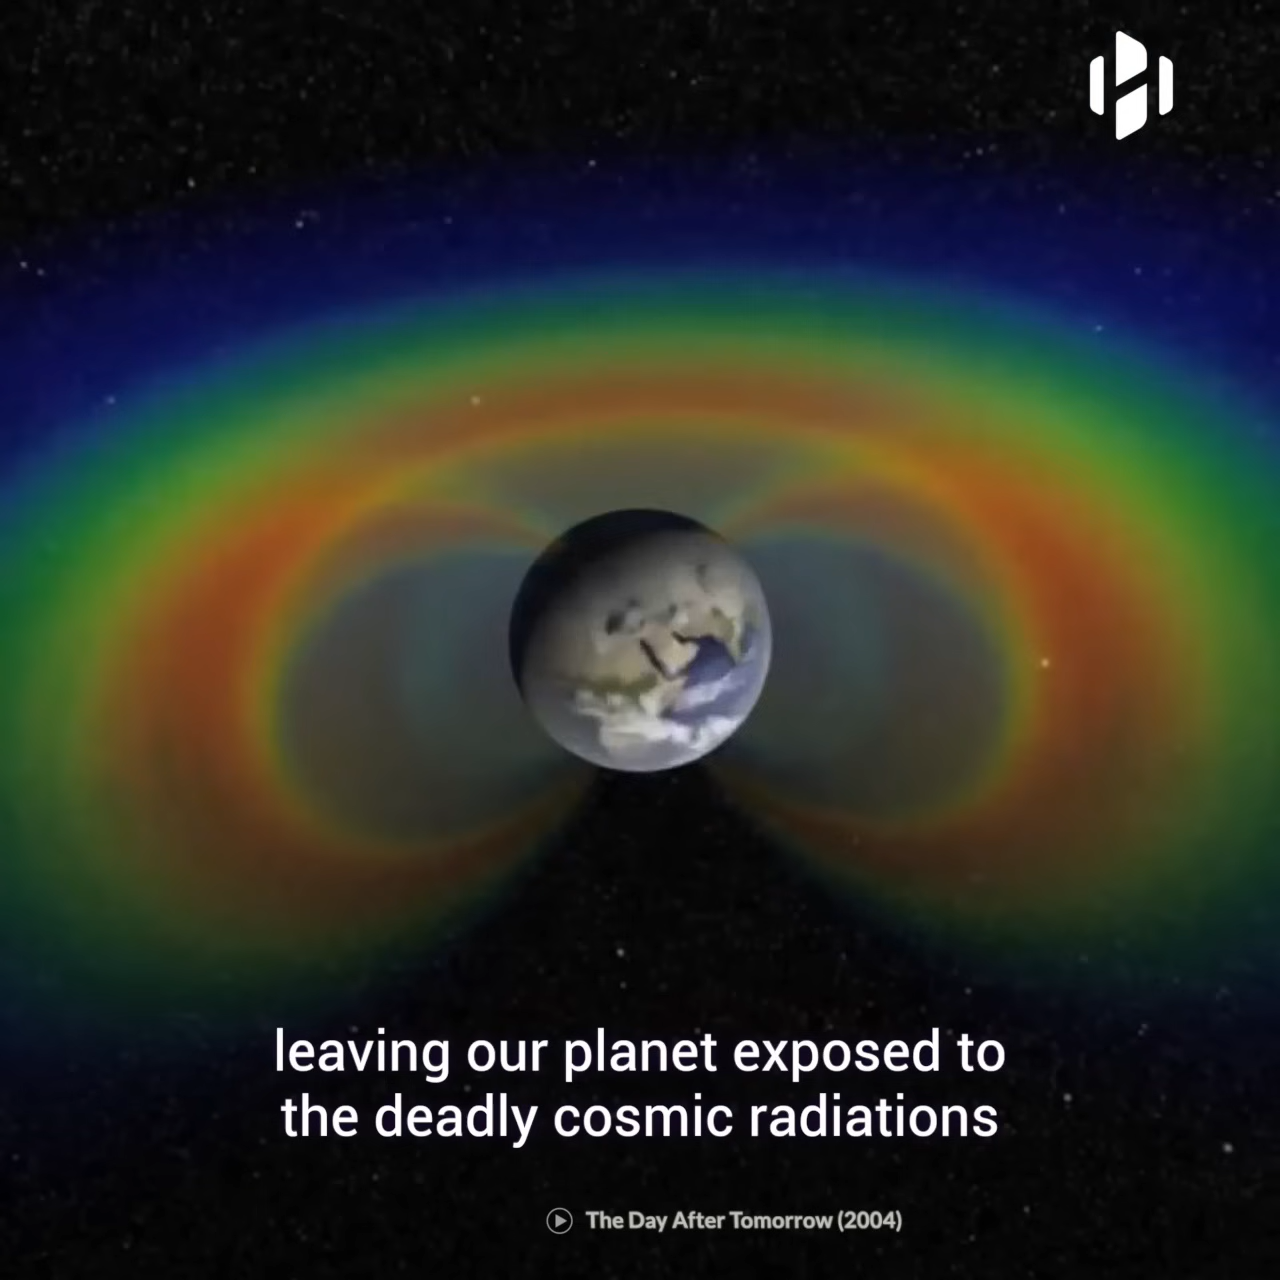 leaving our planet exposed to
the deadly cosmic radiations
The Day After Tomorrow (2004)